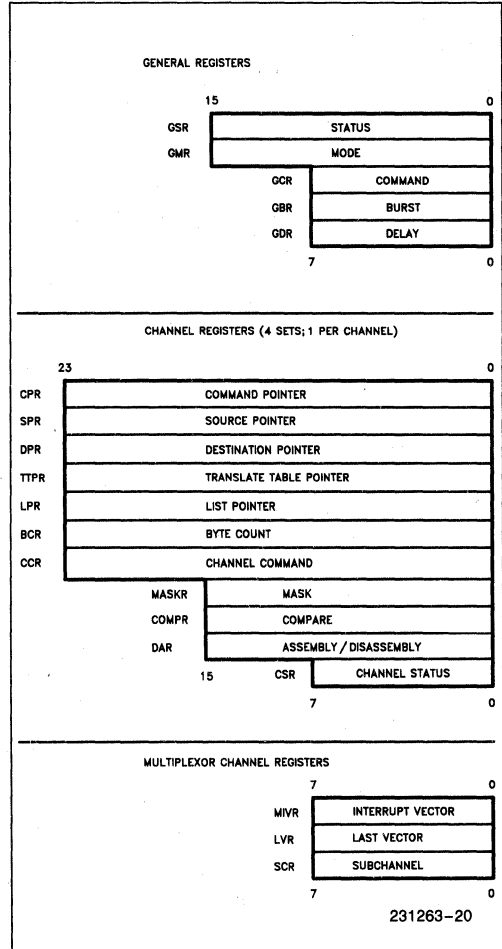 GENERAL REGISTERS
15 0
GSR STATUS
GMR MODE
GCR COMMAND
GBR BURST
GDR DELAY
7 0
CHANNEL REGISTERS (4 SETS; 1 PER CHANNEL)
23 0
CPR COMMAND POINTER
SPR SOURCE POINTER
DPR DESTINATION POINTER
TTPR TRANSLATE TABLE POINTER
LPR LIST POINTER
BCR BYTE COUNT
CCR CHANNEL COMMAND
MASKR MASK
COMPR COMPARE
DAR ASSEMBLY / DISASSEMBLY
15 CSR CHANNEL STATUS
7 0
MULTIPLEXOR CHANNEL REGISTERS
7 0
MIVR INTERRUPT VECTOR
LVR LAST VECTOR
SCR SUBCHANNEL
7 0
231263-20